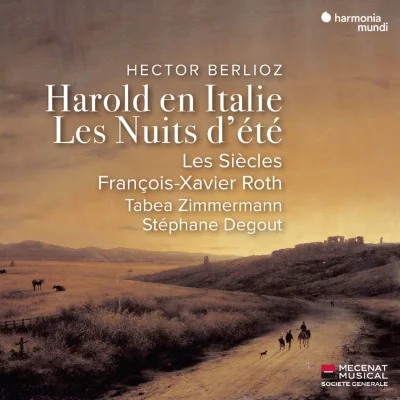 harmonia
mundi
HECTOR BERLIOZ
Harold en Italie
Les Nuits d'été
Les Siècles
François-Xavier Roth
Tabea Zimmermann
Stéphane Degout
MECENAT
MUSICAL
SOCIETE GENERALE